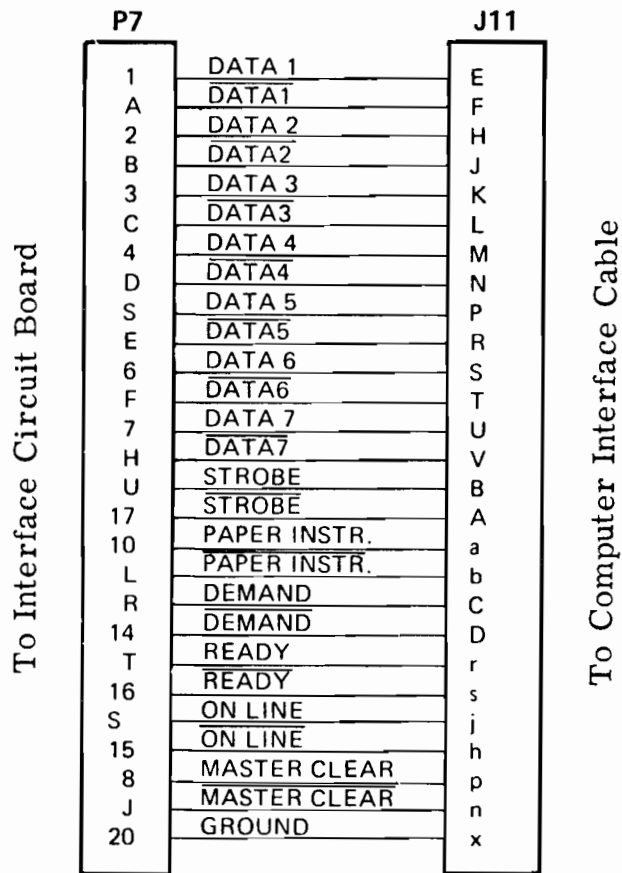 P7 J11
1 DATA 1 E
A DATA1 F
2 DATA 2 H
B DATA2 J
3 DATA 3 K
C DATA3 L
4 DATA 4 M
D DATA4 N
S DATA 5 P
E DATA5 R
6 DATA 6 S
F DATA6 T
7 DATA 7 U
H DATA7 V
U STROBE B
17 STROBE A
10 PAPER INSTR. a
L PAPER INSTR. b
R DEMAND C
14 DEMAND D
T READY r
16 READY s
S ON LINE j
15 ON LINE h
8 MASTER CLEAR p
J MASTER CLEAR n
20 GROUND x
To Interface Circuit Board
To Computer Interface Cable